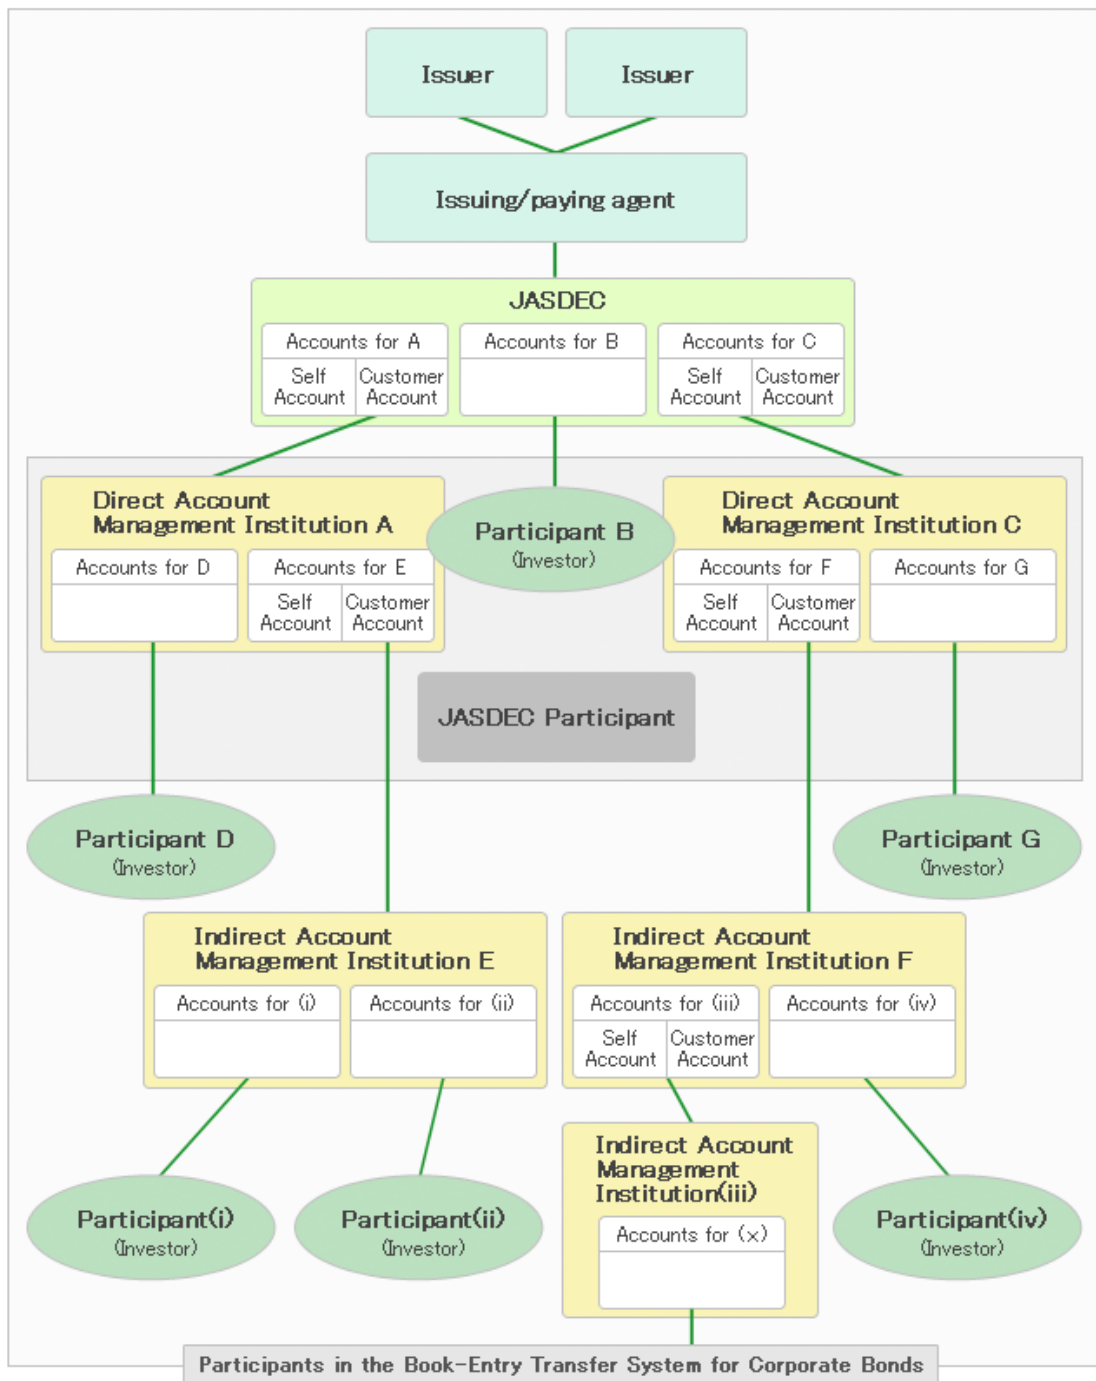 Issuer
Issuer
Issuing/paying agent
JASDEC
Accounts for A
Self
Account
Customer
Account
Accounts for B
Accounts for C
Self
Account
Customer
Account
Direct Account
Management Institution A
Accounts for D
Accounts for E
Self
Account
Customer
Account
Participant B
(Investor)
Direct Account
Management Institution C
Accounts for F
Self
Account
Customer
Account
Accounts for G
JASDEC Participant
Participant D
(Investor)
Participant G
(Investor)
Indirect Account
Management Institution E
Accounts for (i)
Accounts for (ii)
Indirect Account
Management Institution F
Accounts for (iii)
Self
Account
Customer
Account
Accounts for (iv)
Participant(i)
(Investor)
Participant(ii)
(Investor)
Indirect Account
Management
Institution(iii)
Accounts for (x)
Participant(iv)
(Investor)
Participants in the Book-Entry Transfer System for Corporate Bonds